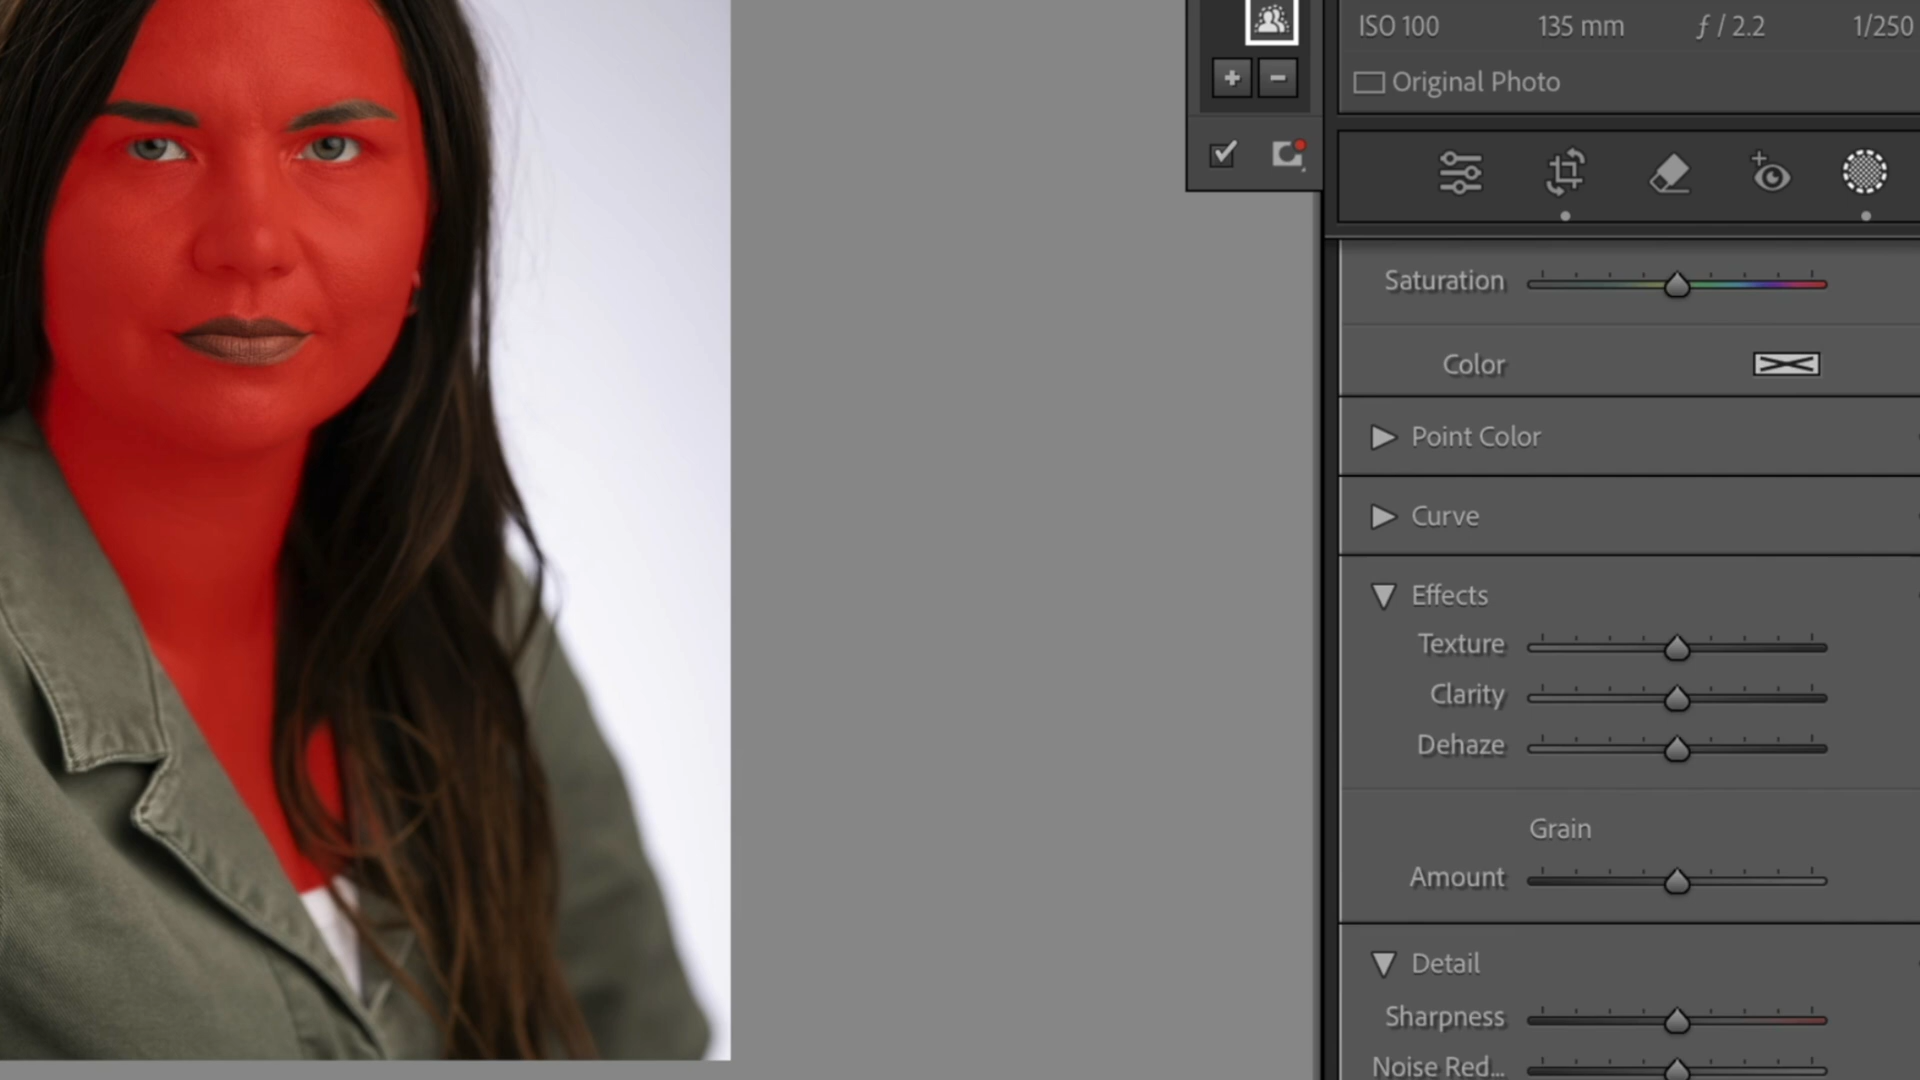 ISO 100 135 mm ƒ / 2.2 1/250
Original Photo
Saturation
Color
Point Color
Curve
Effects
Texture
Clarity
Dehaze
Grain
Amount
Detail
Sharpness
Noise Red...